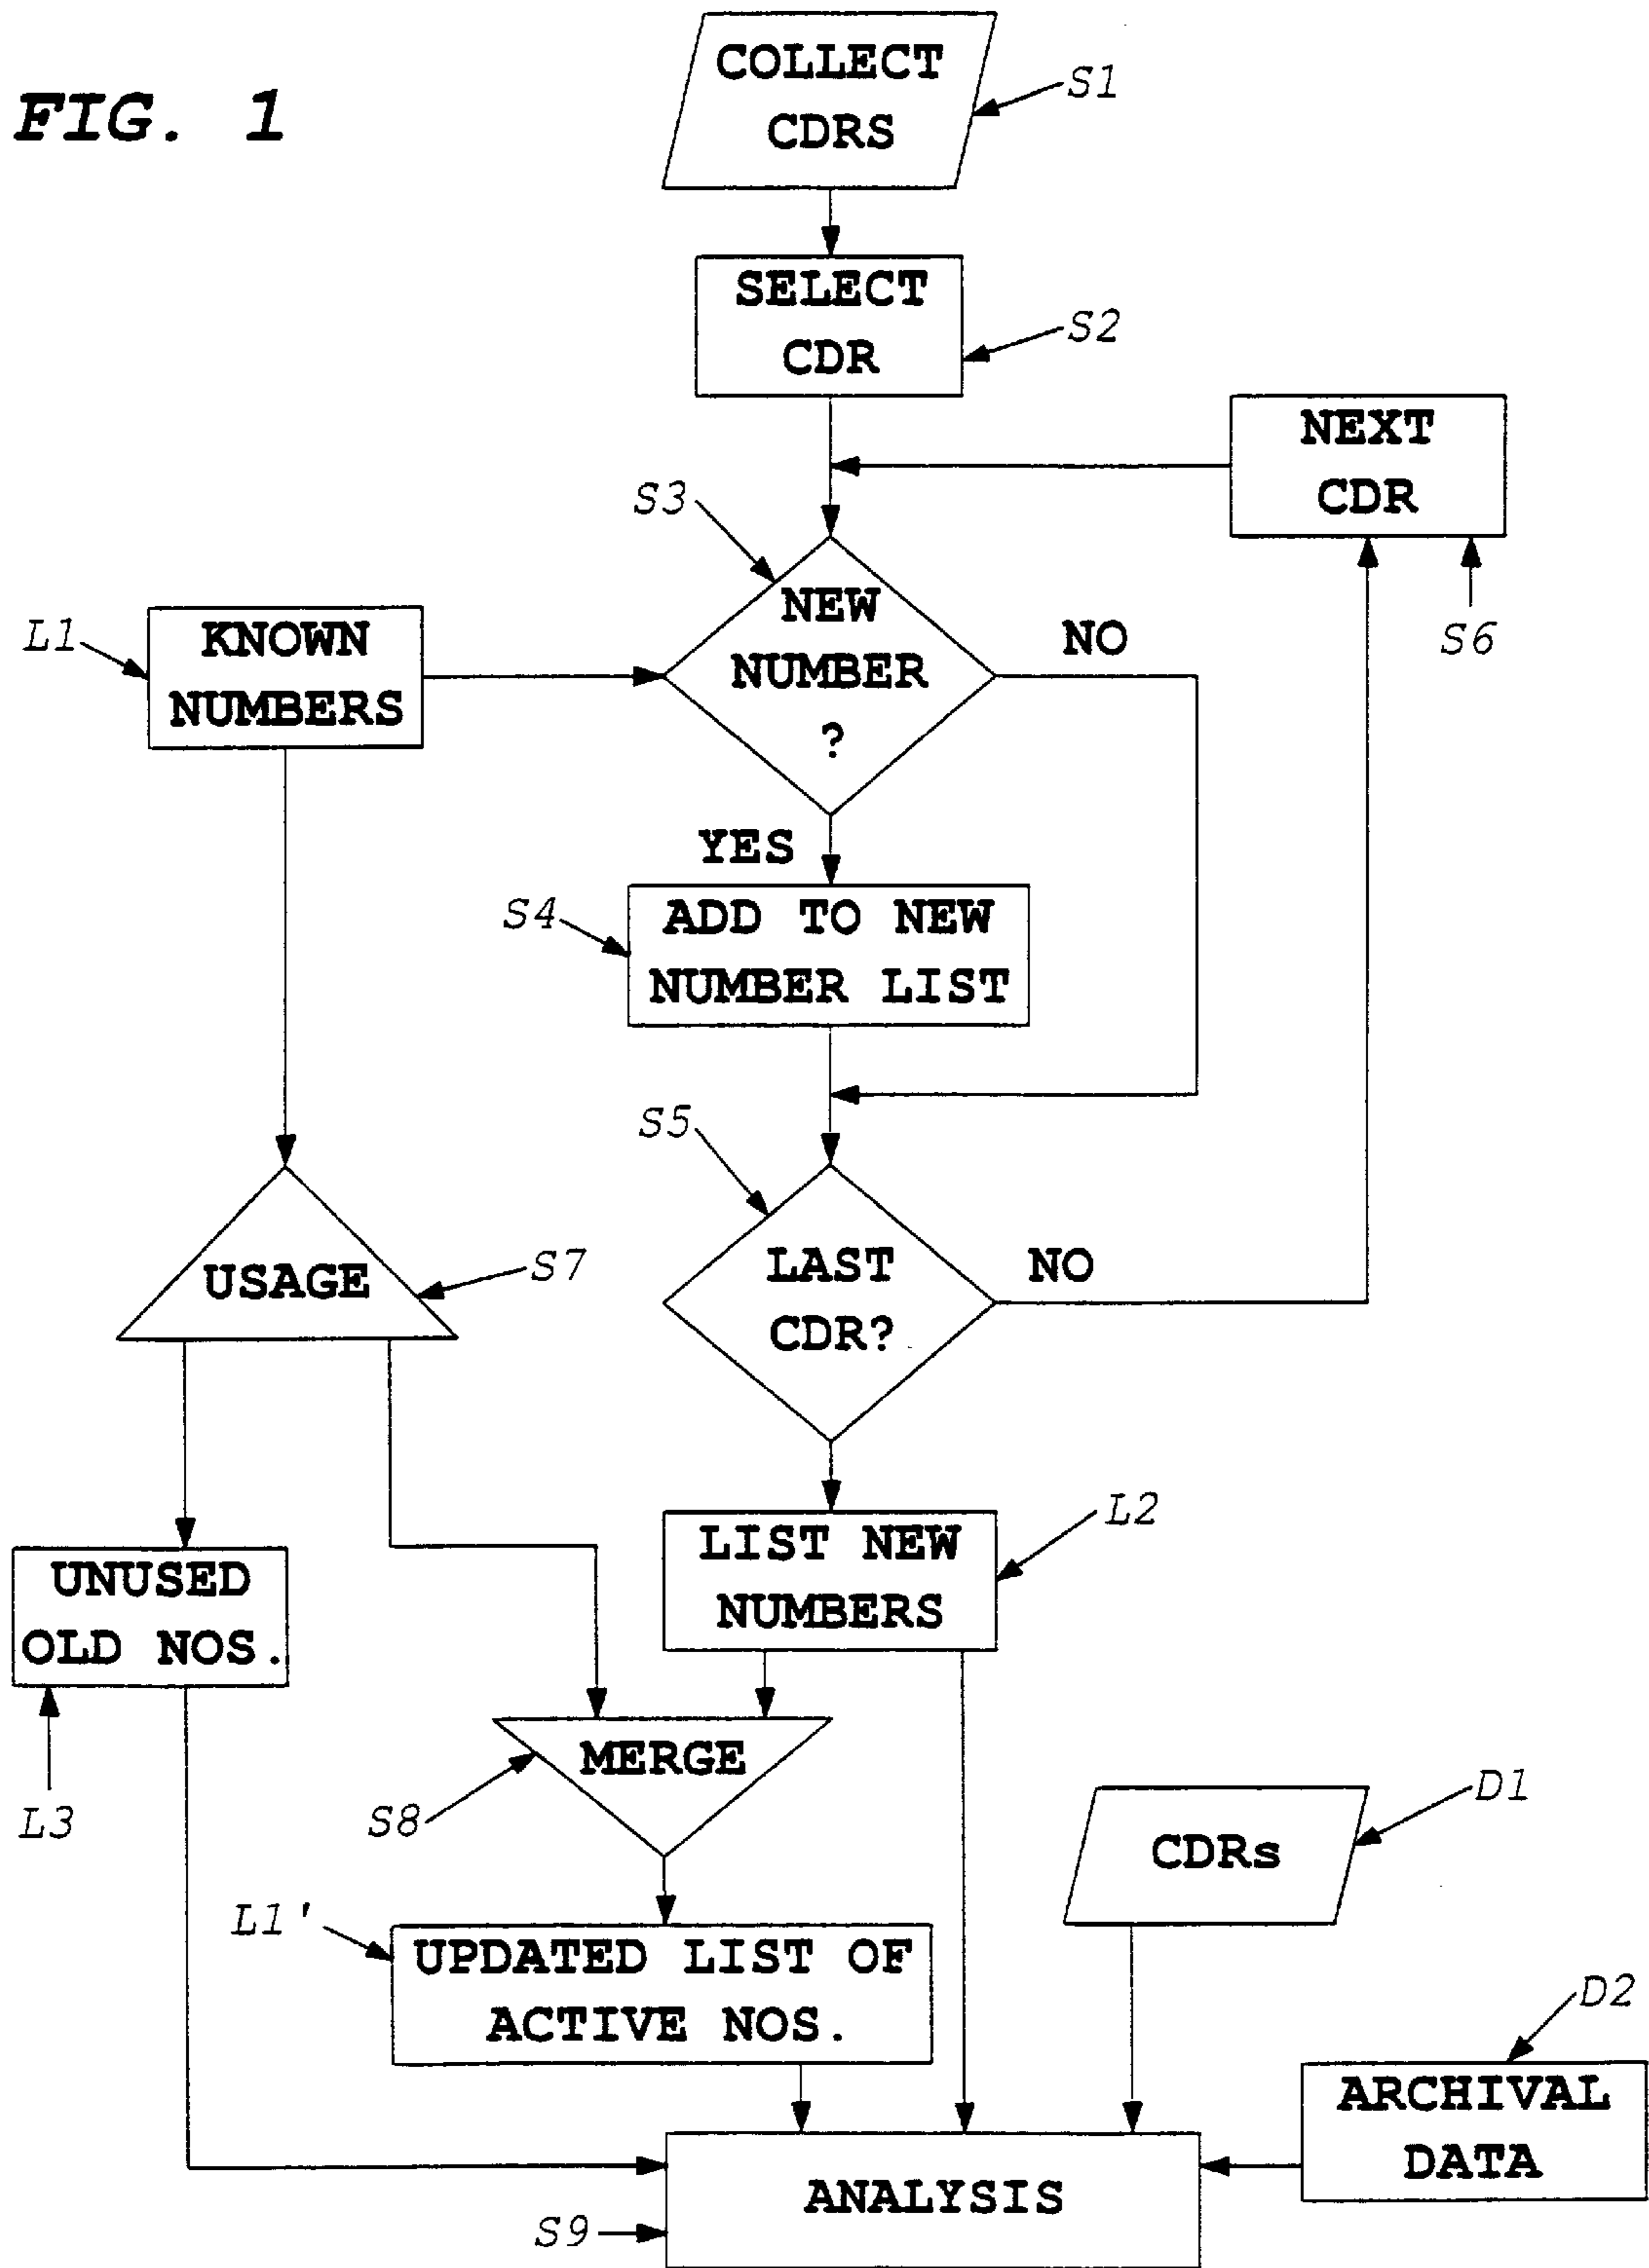 FIG. 1
COLLECT
CDRS
S1
SELECT
CDR
S2
NEXT
CDR
S6
S3
NEW
NUMBER
?
NO
YES
L1
KNOWN
NUMBERS
S4
ADD TO NEW
NUMBER LIST
S5
LAST
CDR?
NO
USAGE
S7
UNUSED
OLD NOS.
L3
LIST NEW
NUMBERS
L2
MERGE
S8
CDRs
D1
L1'
UPDATED LIST OF
ACTIVE NOS.
D2
ARCHIVAL
DATA
ANALYSIS
S9